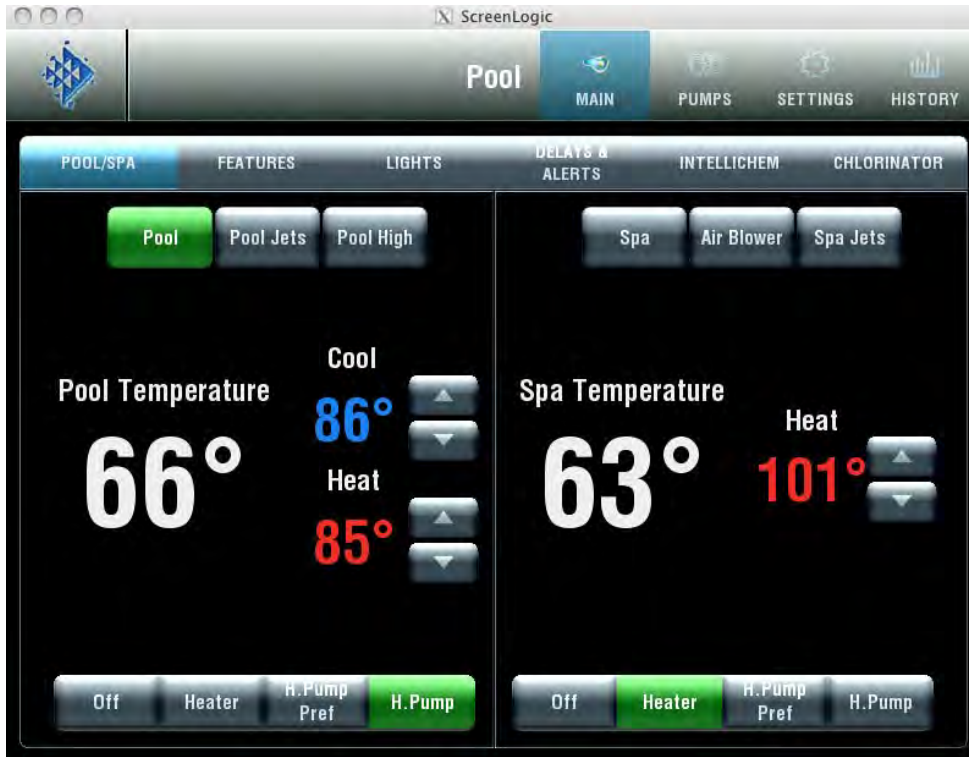 X ScreenLogic
Pool
MAIN
PUMPS
SETTINGS
HISTORY
POOL/SPA
FEATURES
LIGHTS
DELAYS &
ALERTS
INTELLICHEM
CHLORINATOR
Pool
Pool Jets
Pool High
Spa
Air Blower
Spa Jets
Pool Temperature
66°
Cool
86°
Heat
85°
Spa Temperature
63°
Heat
101°
Off
Heater
H.Pump
Pref
H.Pump
Off
Heater
H.Pump
Pref
H.Pump